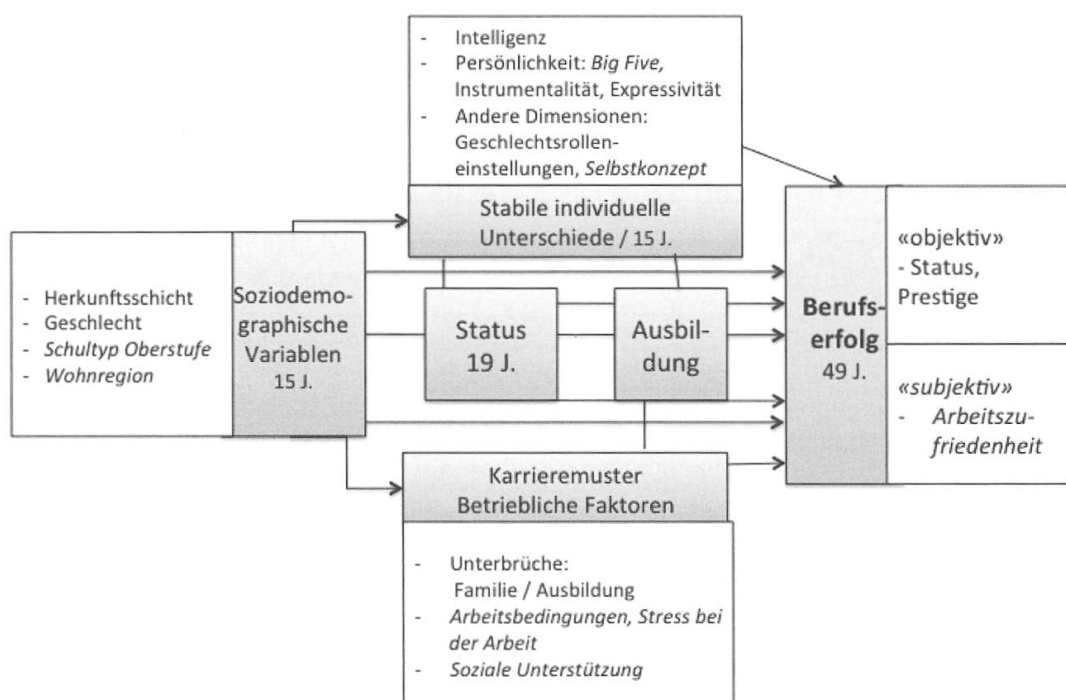 - Intelligenz
- Persönlichkeit: Big Five,
Instrumentalität, Expressivität
- Andere Dimensionen:
Geschlechtsrollen-
einstellungen, Selbstkonzept
Stabile individuelle
Unterschiede / 15 J.
- Herkunftsschicht
- Geschlecht
- Schultyp Oberstufe
- Wohnregion
Soziodemo-
graphische
Variablen
15 J.
Status
19 J.
Ausbil-
dung
Berufs-
erfolg
49 J.
«objektiv»
- Status,
Prestige
«subjektiv»
- Arbeitszu-
friedenheit
Karrieremuster
Betriebliche Faktoren
- Unterbrüche:
Familie / Ausbildung
- Arbeitsbedingungen, Stress bei
der Arbeit
- Soziale Unterstützung